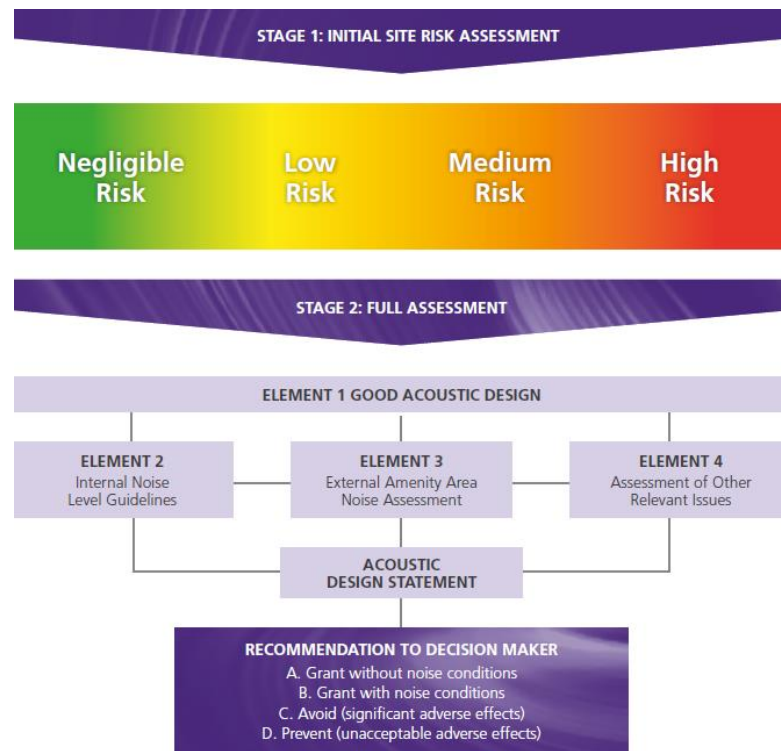 STAGE 1: INITIAL SITE RISK ASSESSMENT
Negligible
Risk
Low
Risk
Medium
Risk
High
Risk
STAGE 2: FULL ASSESSMENT
ELEMENT 1 GOOD ACOUSTIC DESIGN
ELEMENT 2
Internal Noise
Level Guidelines
ELEMENT 3
External Amenity Area
Noise Assessment
ELEMENT 4
Assessment of Other
Relevant Issues
ACOUSTIC
DESIGN STATEMENT
RECOMMENDATION TO DECISION MAKER
A. Grant without noise conditions
B. Grant with noise conditions
C. Avoid (significant adverse effects)
D. Prevent (unacceptable adverse effects)